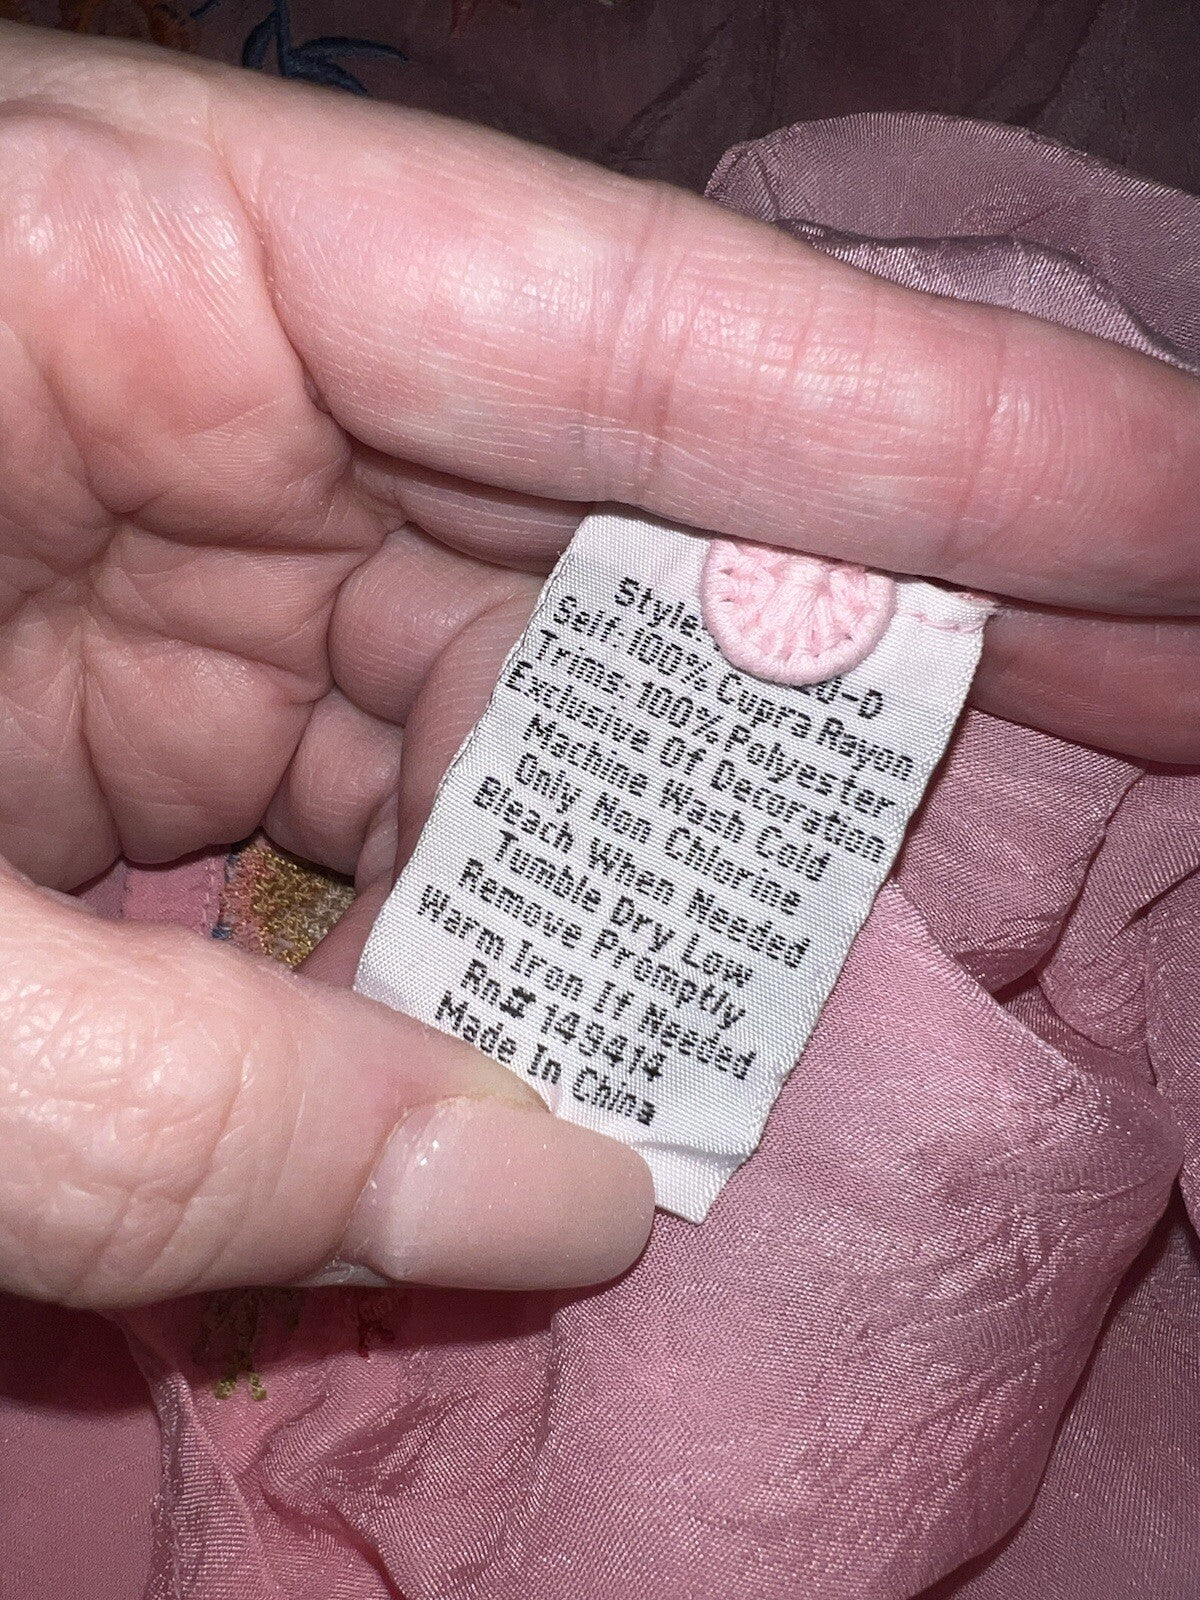 Style:
Self:100% Cupra Rayon
Trims: 100% Polyester
Exclusive Of Decoration
Machine Wash Cold
Only Non Chlorine
Bleach When Needed
Tumble Dry Low
Remove Promptly
Warm Iron If Needed
Rn# 149414
Made In China